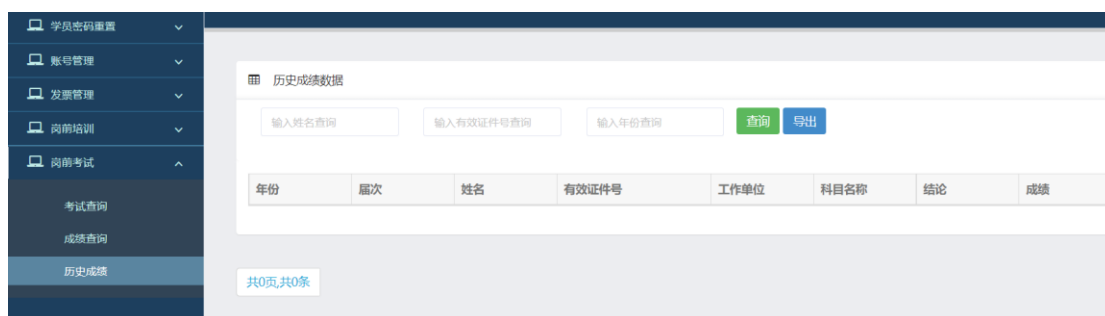 学员密码重置
账号管理
发票管理
岗前培训
岗前考试
考试查询
成绩查询
历史成绩
历史成绩数据
输入姓名查询 输入有效证件号查询 输入年份查询 查询 导出
年份 届次 姓名 有效证件号 工作单位 科目名称 结论 成绩
共0页,共0条